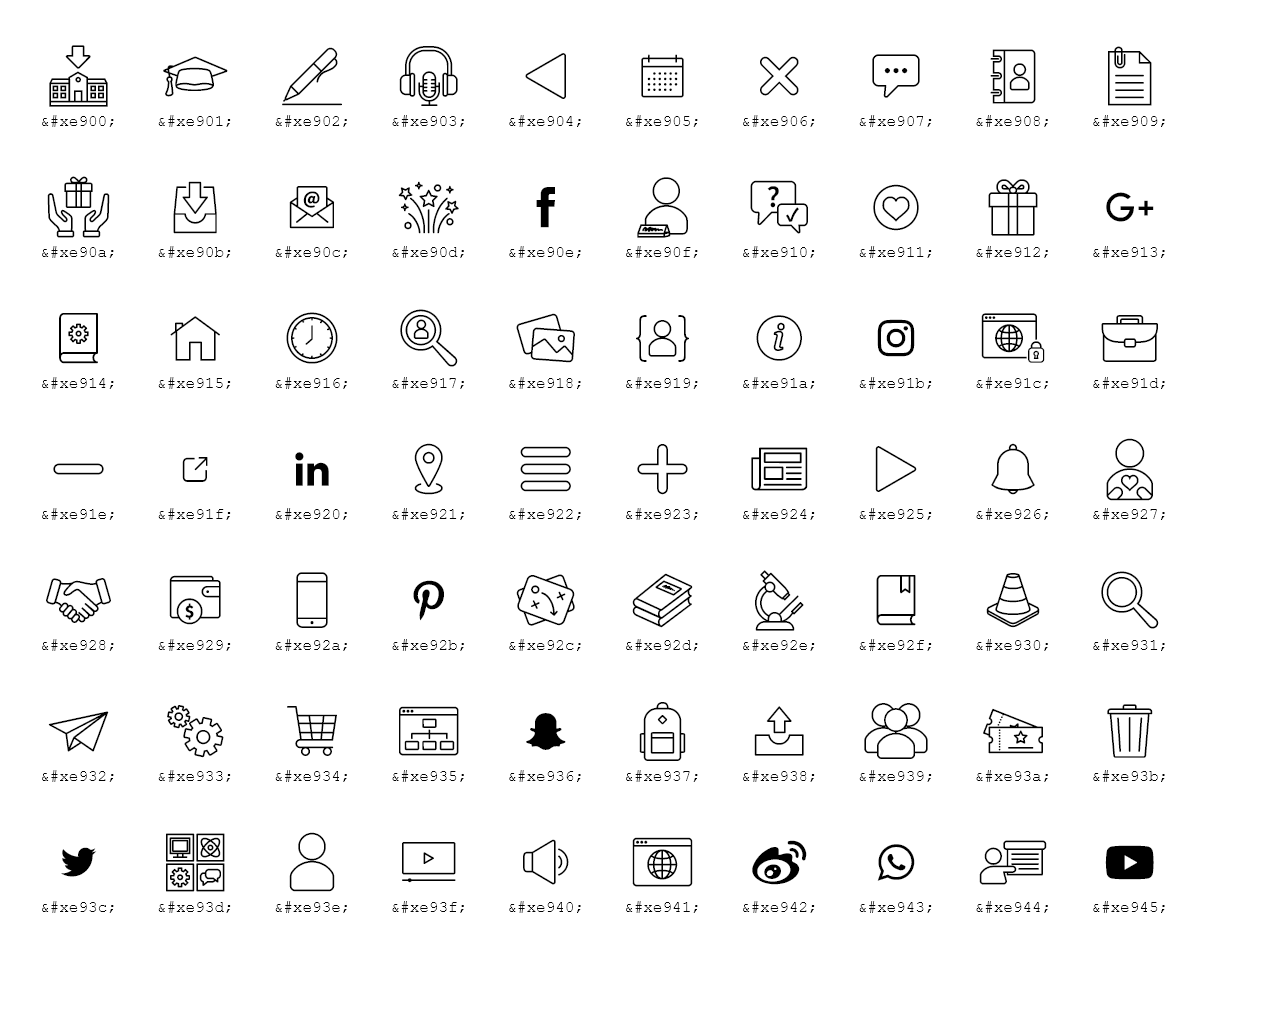 &#xe900; &#xe901; &#xe902; &#xe903; &#xe904; &#xe905; &#xe906; &#xe907; &#xe908; &#xe909;
@
?
G+
&#xe90a; &#xe90b; &#xe90c; &#xe90d; &#xe90e; &#xe90f; &#xe910; &#xe911; &#xe912; &#xe913;
i
&#xe914; &#xe915; &#xe916; &#xe917; &#xe918; &#xe919; &#xe91a; &#xe91b; &#xe91c; &#xe91d;
in
&#xe91e; &#xe91f; &#xe920; &#xe921; &#xe922; &#xe923; &#xe924; &#xe925; &#xe926; &#xe927;
$
&#xe928; &#xe929; &#xe92a; &#xe92b; &#xe92c; &#xe92d; &#xe92e; &#xe92f; &#xe930; &#xe931;
&#xe932; &#xe933; &#xe934; &#xe935; &#xe936; &#xe937; &#xe938; &#xe939; &#xe93a; &#xe93b;
&#xe93c; &#xe93d; &#xe93e; &#xe93f; &#xe940; &#xe941; &#xe942; &#xe943; &#xe944; &#xe945;